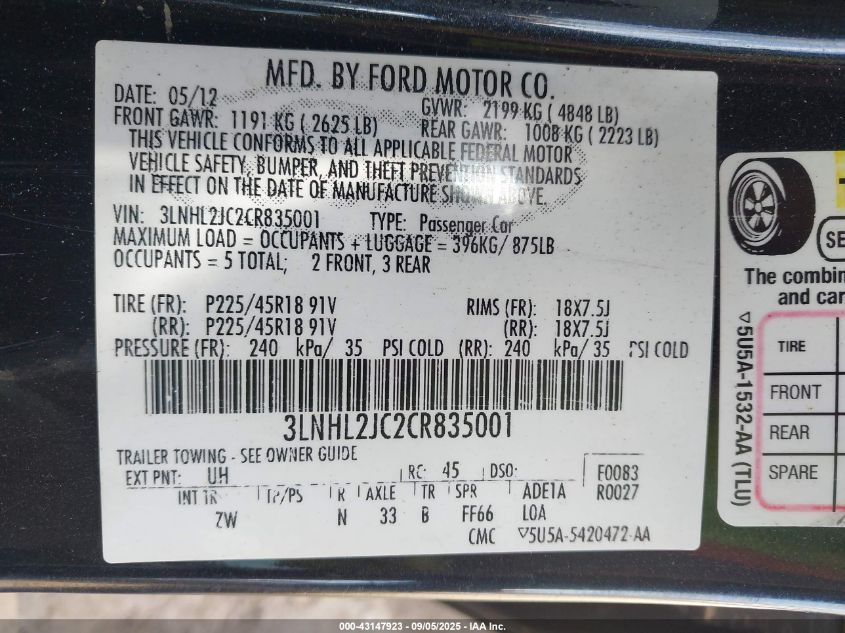 MFD. BY FORD MOTOR CO.
DATE: 05/12
GVWR: 2199 KG ( 4848 LB)
FRONT GAWR: 1191 KG ( 2625 LB)
REAR GAWR: 1008 KG ( 2223 LB)
THIS VEHICLE CONFORMS TO ALL APPLICABLE FEDERAL MOTOR
VEHICLE SAFETY, BUMPER, AND THEFT PREVENTION STANDARDS
IN EFFECT ON THE DATE OF MANUFACTURE SHOWN ABOVE.
VIN: 3LNHL2JC2CR835001 TYPE: Passenger Car
MAXIMUM LOAD = OCCUPANTS + LUGGAGE = 396KG/ 875LB
OCCUPANTS = 5 TOTAL; 2 FRONT, 3 REAR
TIRE (FR): P225/45R18 91V RIMS (FR): 18X7.5J
(RR): P225/45R18 91V (RR): 18X7.5J
PRESSURE (FR): 240 kPa/ 35 PSI COLD (RR): 240 kPa/ 35 PSI COLD
3LNHL2JC2CR835001
TRAILER TOWING - SEE OWNER GUIDE
EXT PNT: UH RC: 45 DSO: F0083
R0027
INT TR TP/PS R AXLE TR SPR ADE1A
ZW N 33 B FF66 LOA
CMC ▽5U5A-5420472-AA
SE
The combin
and car
TIRE
FRONT
REAR
SPARE
▽5U5A-1532-AA (TLU)
000-43147923 - 09/05/2025 - IAA Inc.